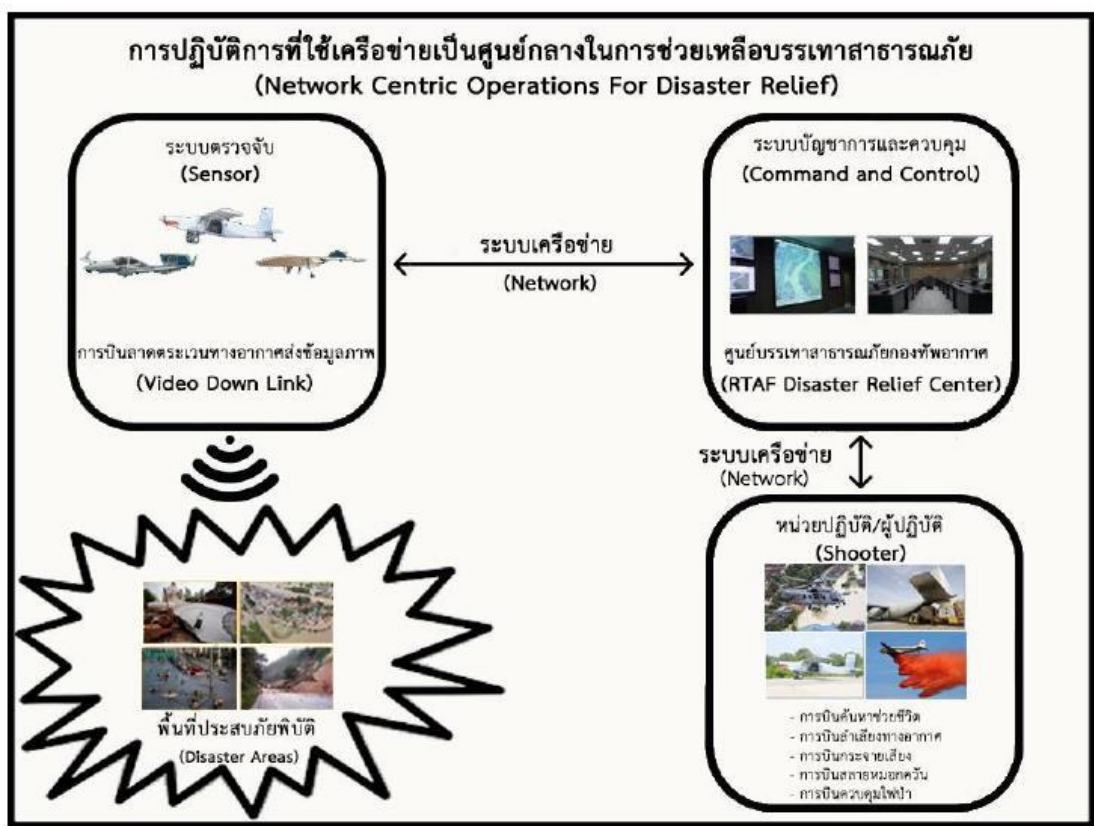 การปฏิบัติการที่ใช้เครือข่ายเป็นศูนย์กลางในการช่วยเหลือบรรเทาสาธารณภัย
(Network Centric Operations For Disaster Relief)
ระบบตรวจจับ
(Sensor)
การบินลาดตระเวนทางอากาศส่งข้อมูลภาพ
(Video Down Link)
ระบบเครือข่าย
(Network)
ระบบบัญชาการและควบคุม
(Command and Control)
ศูนย์บรรเทาสาธารณภัยกองทัพอากาศ
(RTAF Disaster Relief Center)
ระบบเครือข่าย
(Network)
หน่วยปฏิบัติ/ผู้ปฏิบัติ
(Shooter)
- การบินค้นหาช่วยชีวิต
- การบินลำเลียงทางอากาศ
- การบินกระจายเสียง
- การบินสลายหมอกควัน
- การบินควบคุมไฟป่า
พื้นที่ประสบภัยพิบัติ
(Disaster Areas)